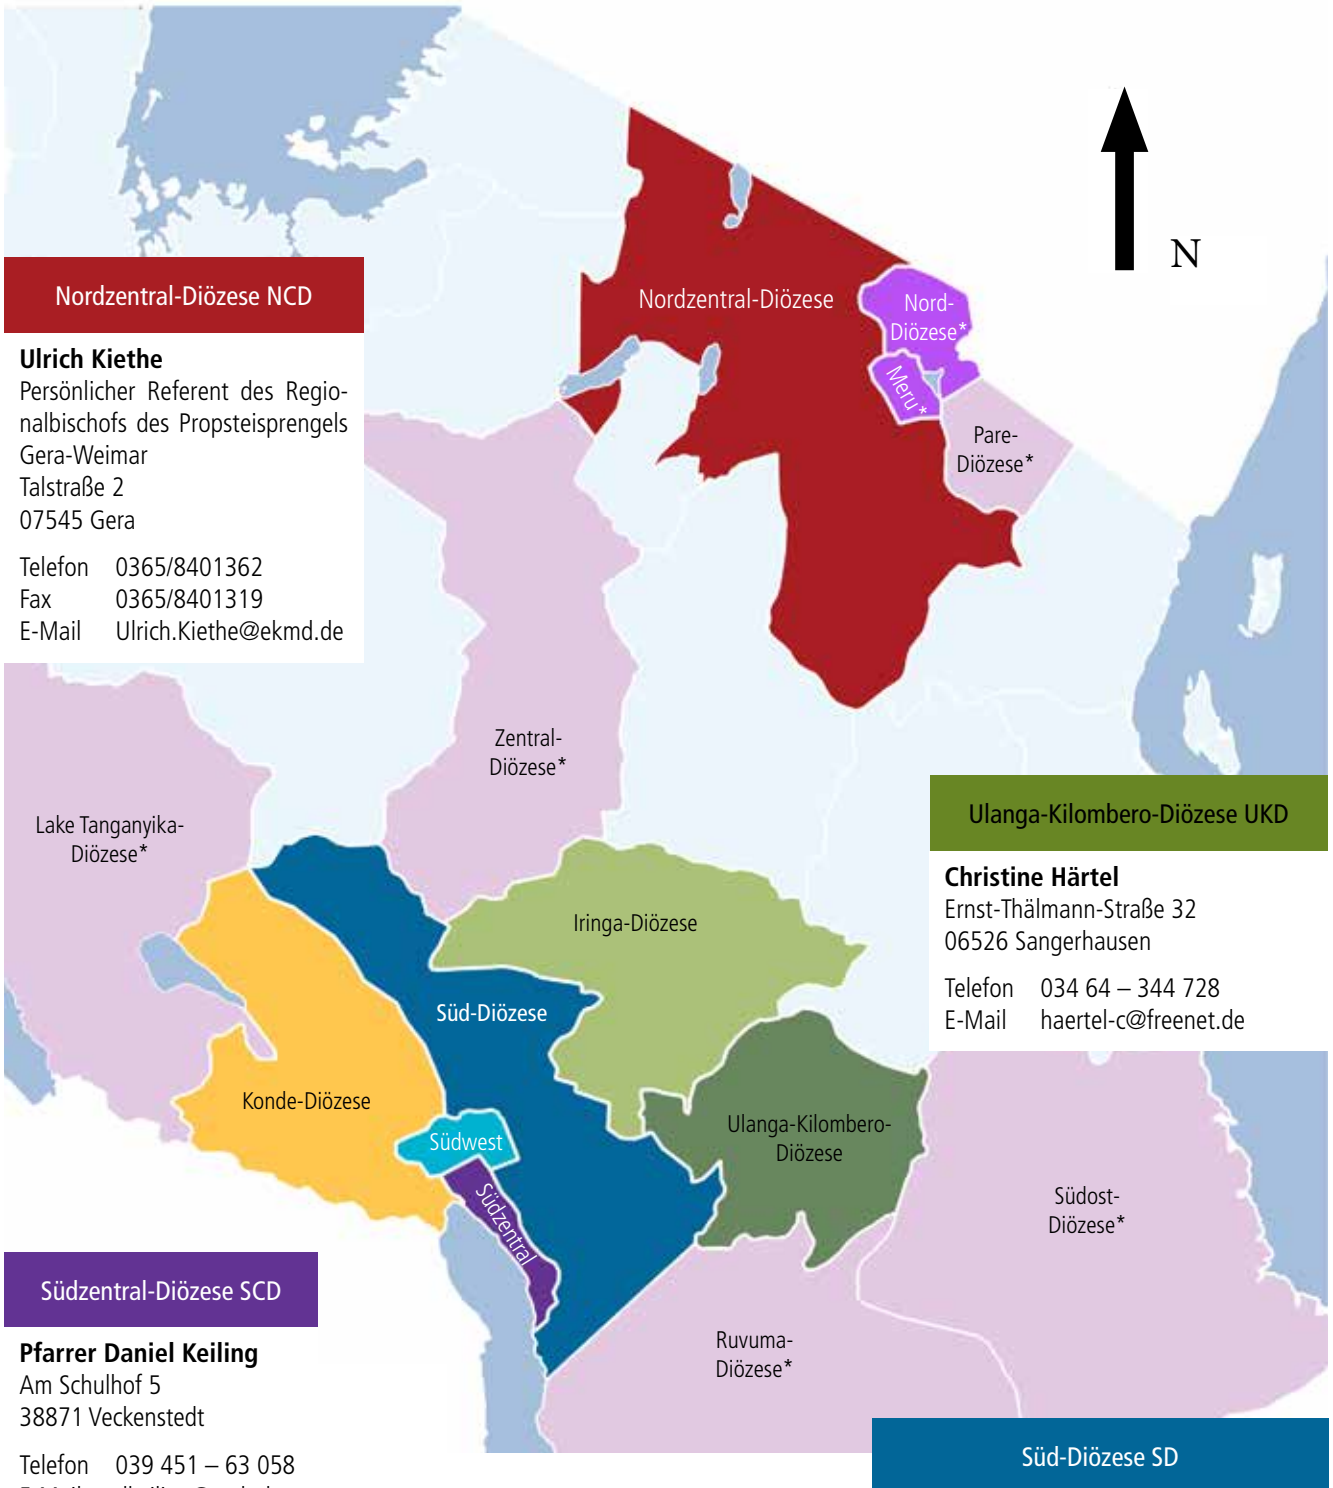 N
Nordzentral-Diözese NCD
Ulrich Kiethe
Persönlicher Referent des Regio-
nalbischofs des Propsteisprengels
Gera-Weimar
Talstraße 2
07545 Gera
Telefon 0365/8401362
Fax 0365/8401319
E-Mail Ulrich.Kiethe@ekmd.de
Nordzentral-Diözese
Nord-
Diözese*
Meru*
Pare-
Diözese*
Zentral-
Diözese*
Lake Tanganyika-
Diözese*
Ulanga-Kilombero-Diözese UKD
Christine Härtel
Ernst-Thälmann-Straße 32
06526 Sangerhausen
Telefon 034 64 – 344 728
E-Mail haertel-c@freenet.de
Iringa-Diözese
Süd-Diözese
Konde-Diözese
Südwest
Ulanga-Kilombero-
Diözese
Südzentral
Südost-
Diözese*
Ruvuma-
Diözese*
Südzentral-Diözese SCD
Pfarrer Daniel Keiling
Am Schulhof 5
38871 Veckenstedt
Telefon 039 451 – 63 058
Süd-Diözese SD